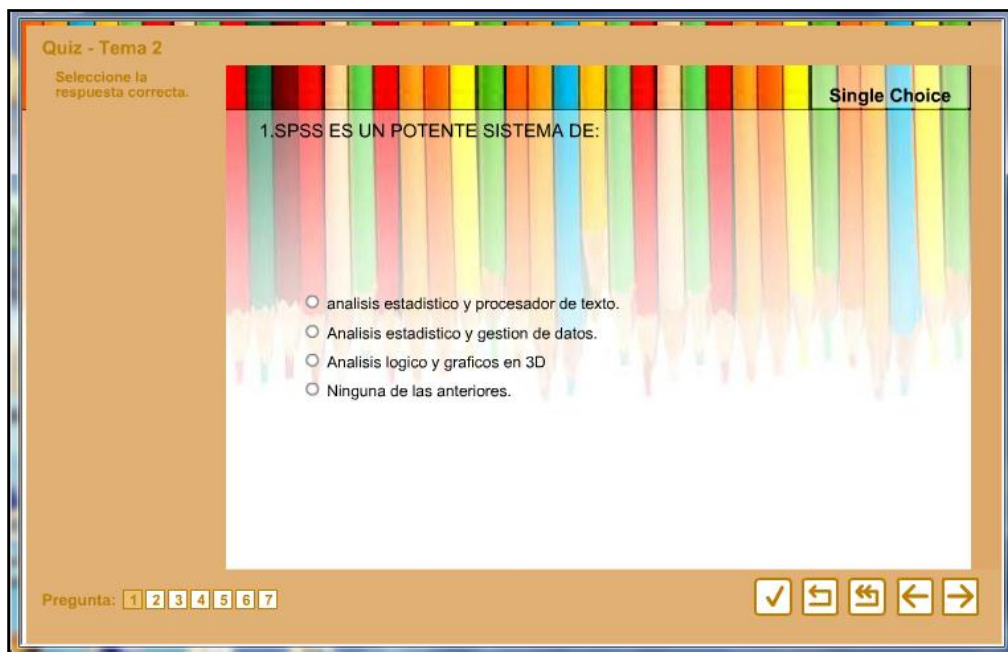 Quiz - Tema 2
Seleccione la
respuesta correcta.
Single Choice
1.SPSS ES UN POTENTE SISTEMA DE:
analisis estadistico y procesador de texto.
Analisis estadistico y gestion de datos.
Analisis logico y graficos en 3D
Ninguna de las anteriores.
Pregunta: 1 2 3 4 5 6 7